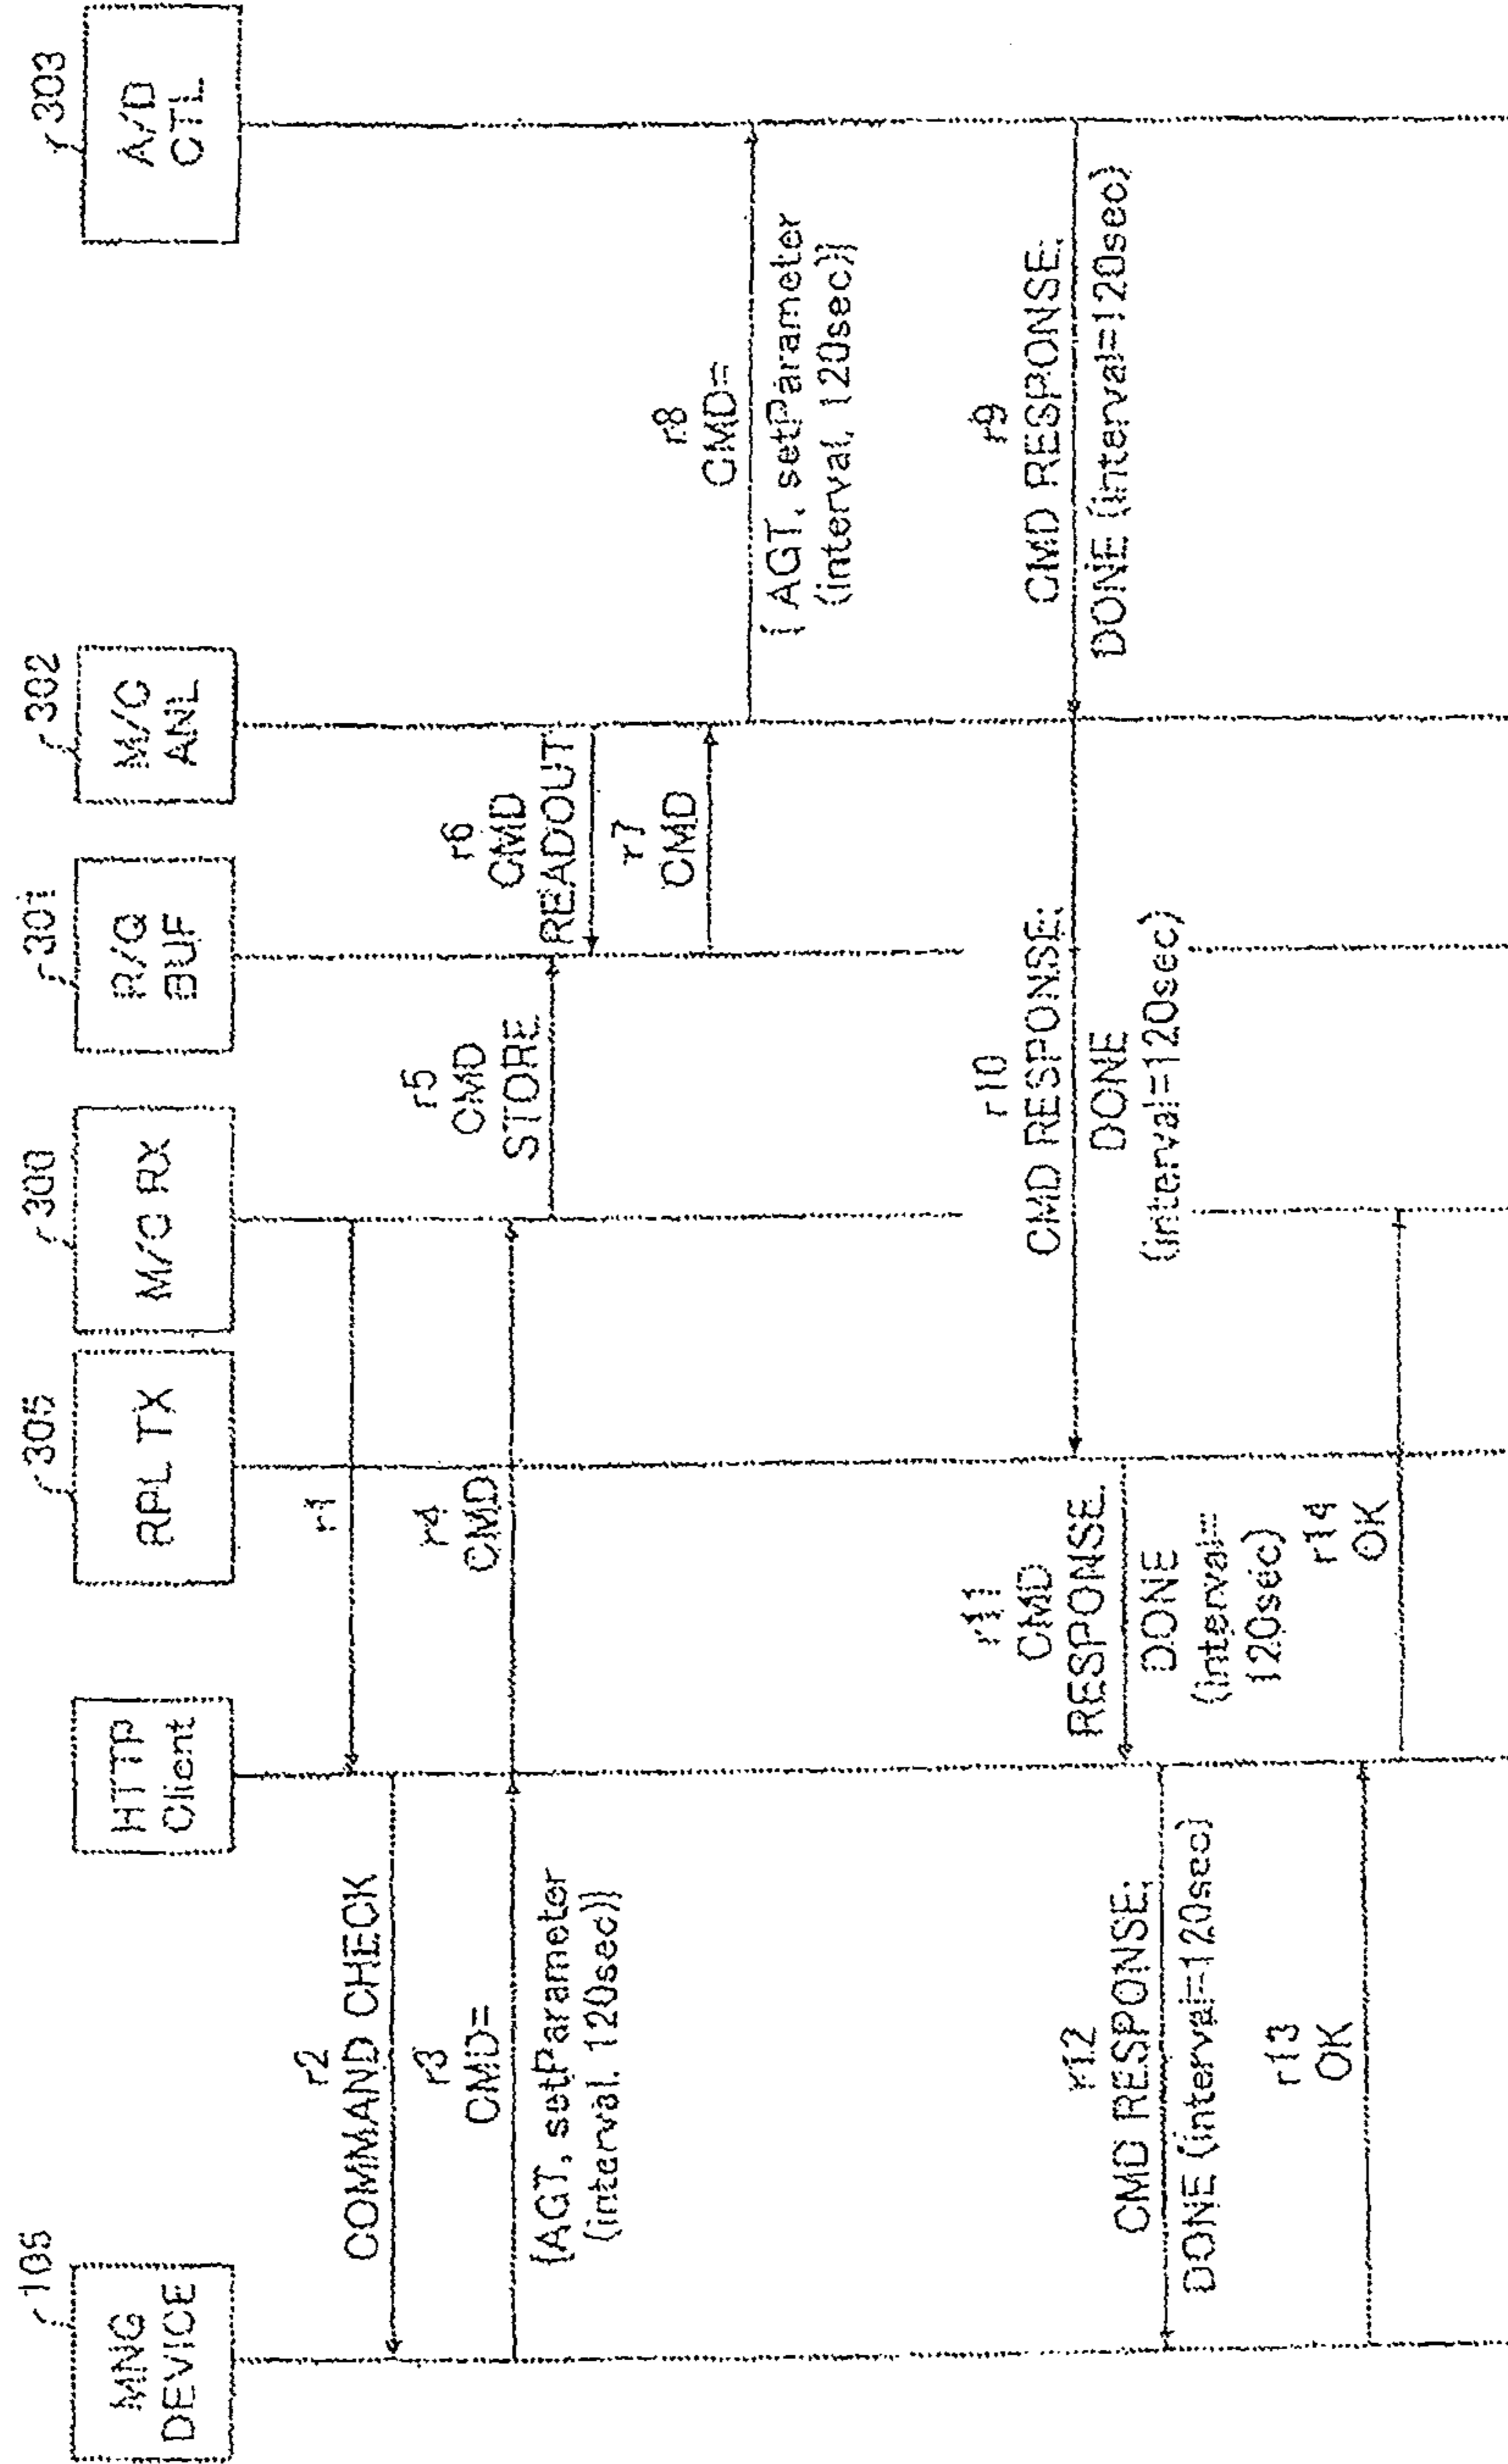 105
MNG
DEVICE
HTTP
Client
305
RPL TX
300
M/C RX
301
R/Q
BUF
302
M/C
ANL
303
A/D
CTL
r1
r2
COMMAND CHECK
r3
CMD=
{AGT, setParameter
(interval, 120sec)}
r4
CMD
r5
CMD
STORE
r6
CMD
READOUT
r7
CMD
r8
CMD=
{ AGT, setParameter
(interval, 120sec)}
r9
CMD RESPONSE:
DONE (interval=120sec)
r10
CMD RESPONSE:
DONE
(interval=120sec)
r11
CMD
RESPONSE:
DONE
(interval=
120sec)
r12
CMD RESPONSE:
DONE (interval=120sec)
r13
OK
r14
OK